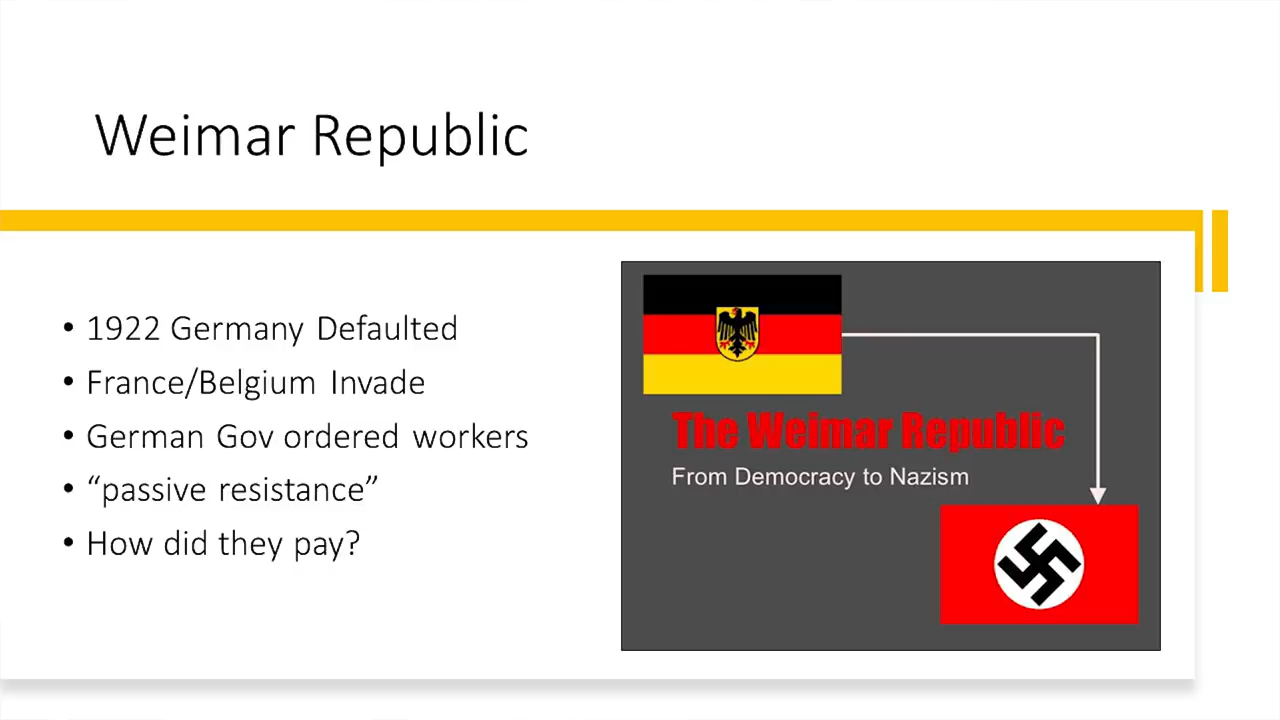 Weimar Republic
• 1922 Germany Defaulted
• France/Belgium Invade
• German Gov ordered workers
• “passive resistance”
• How did they pay?
The Weimar Republic
From Democracy to Nazism